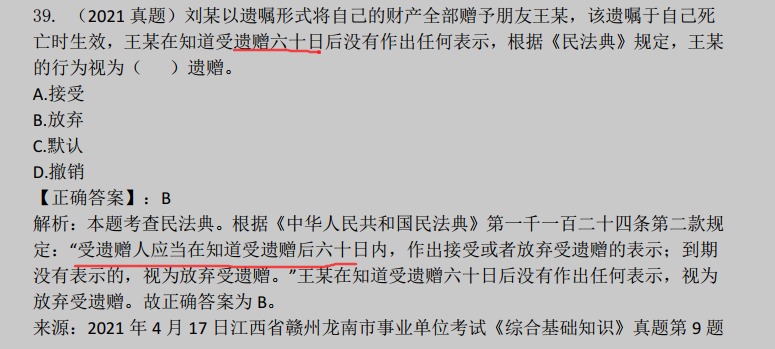 39. （2021 真题）刘某以遗嘱形式将自己的财产全部赠予朋友王某，该遗嘱于自己死
亡时生效，王某在知道受遗赠六十日后没有作出任何表示，根据《民法典》规定，王某
的行为视为（　　）遗赠。
A.接受
B.放弃
C.默认
D.撤销
【正确答案】：B
解析：本题考查民法典。根据《中华人民共和国民法典》第一千一百二十四条第二款规
定：“受遗赠人应当在知道受遗赠后六十日内，作出接受或者放弃受遗赠的表示；到期
没有表示的，视为放弃受遗赠。”王某在知道受遗赠六十日后没有作出任何表示，视为
放弃受遗赠。故正确答案为 B。
来源：2021 年 4 月 17 日江西省赣州龙南市事业单位考试《综合基础知识》真题第 9 题